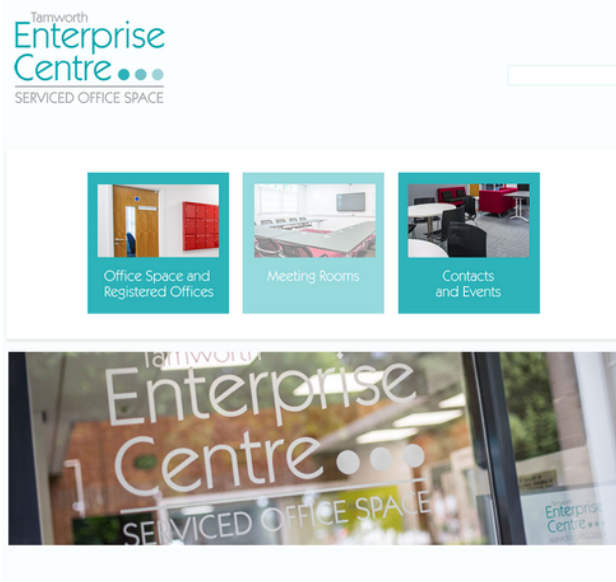 Tamworth
Enterprise
Centre
SERVICED OFFICE SPACE
Office Space and
Registered Offices
Meeting Rooms
Contacts
and Events
Tamworth
Enterprise
Centre
SERVICED OFFICE SPACE
Enterprise
Centre